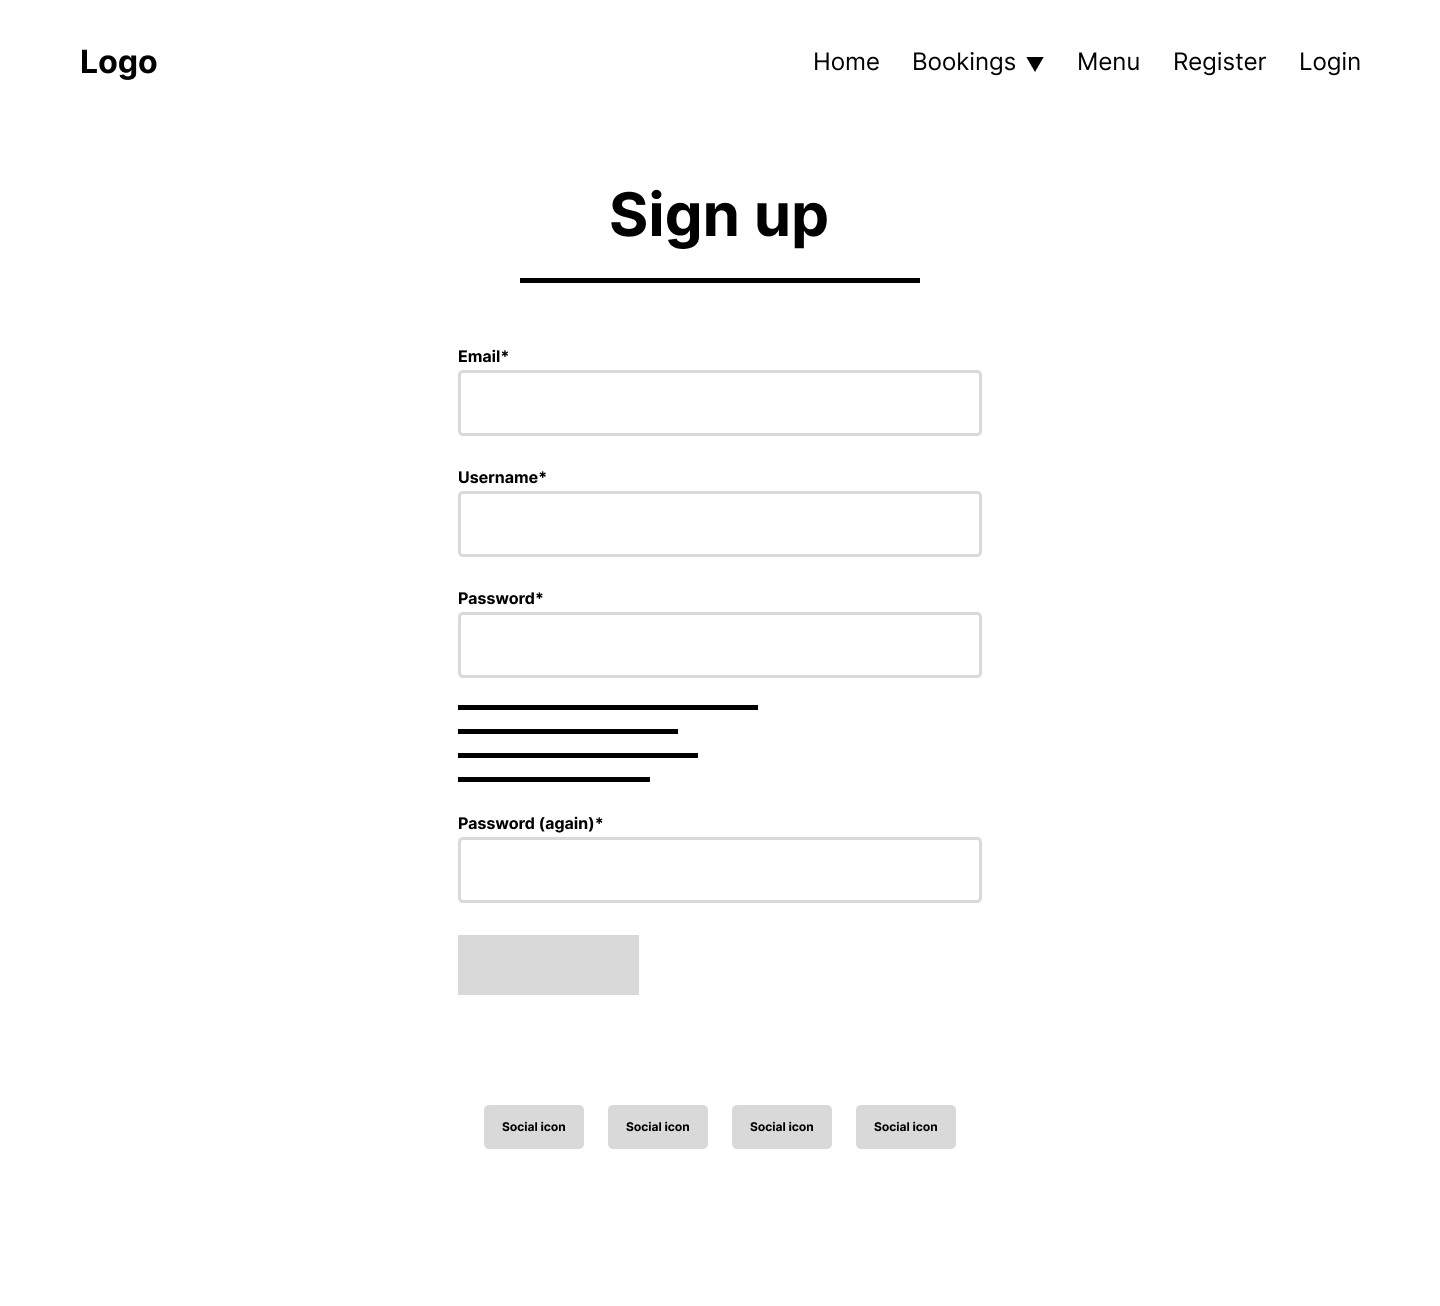 Logo
Home Bookings ▼ Menu Register Login
Sign up
Email*
Username*
Password*
Password (again)*
Social icon Social icon Social icon Social icon